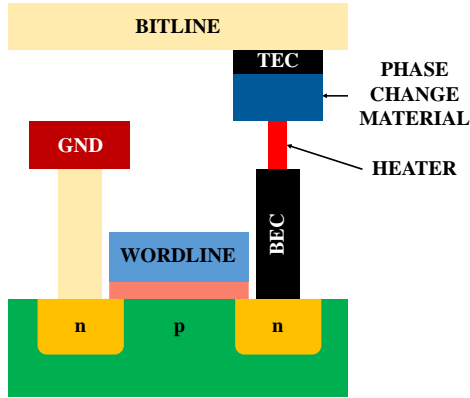 BITLINE
TEC
PHASE
CHANGE
MATERIAL
GND
HEATER
BEC
WORDLINE
n
p
n